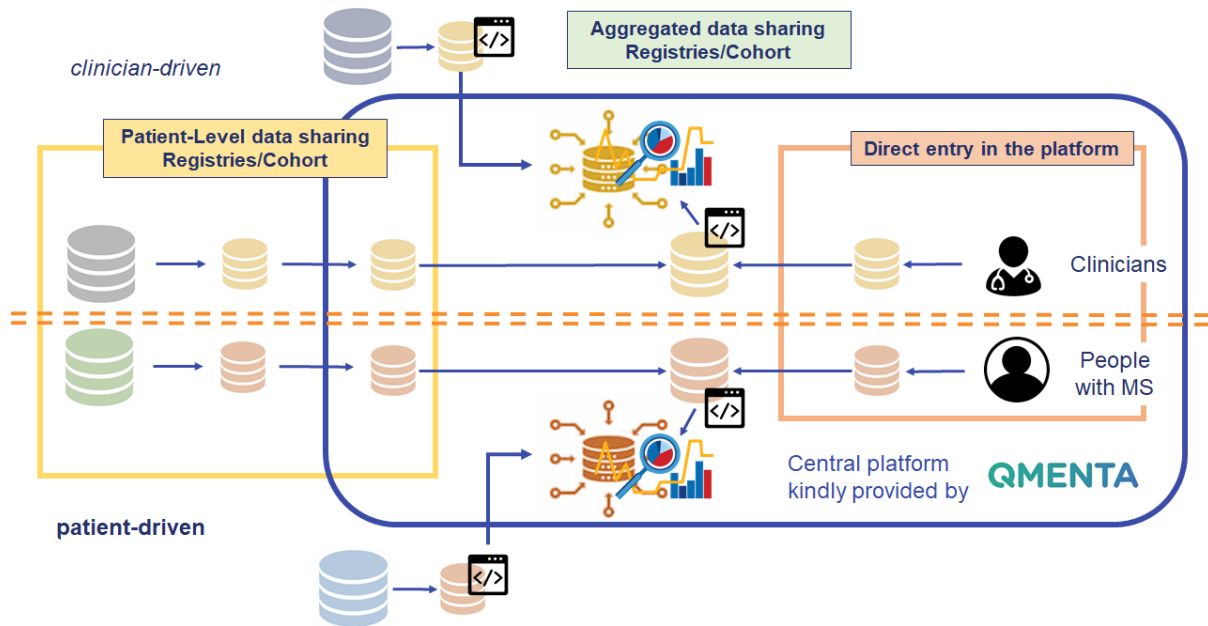 Aggregated data sharing
Registries/Cohort
</>
clinician-driven
Patient-Level data sharing
Registries/Cohort
Direct entry in the platform
</>
Clinicians
People
with MS
</>
Central platform
kindly provided by
QMENTA
patient-driven
</>